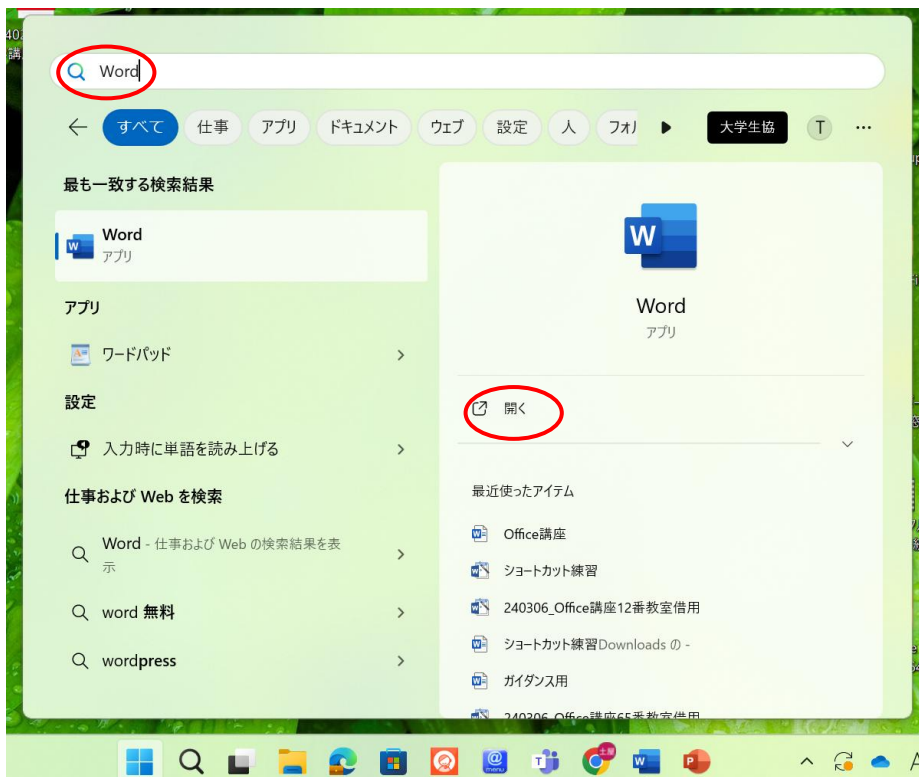 Word
すべて 仕事 アプリ ドキュメント ウェブ 設定 人 フォル 大学生協 T ...
最も一致する検索結果
Word
アプリ
アプリ
ワードパッド
設定
入力時に単語を読み上げる
仕事および Web を検索
Word - 仕事および Web の検索結果を表
示
word 無料
wordpress
Word
アプリ
開く
最近使ったアイテム
Office講座
ショートカット練習
240306_Office講座12番教室借用
ショートカット練習Downloads の -
ガイダンス用
240306_Office講座65番教室借用